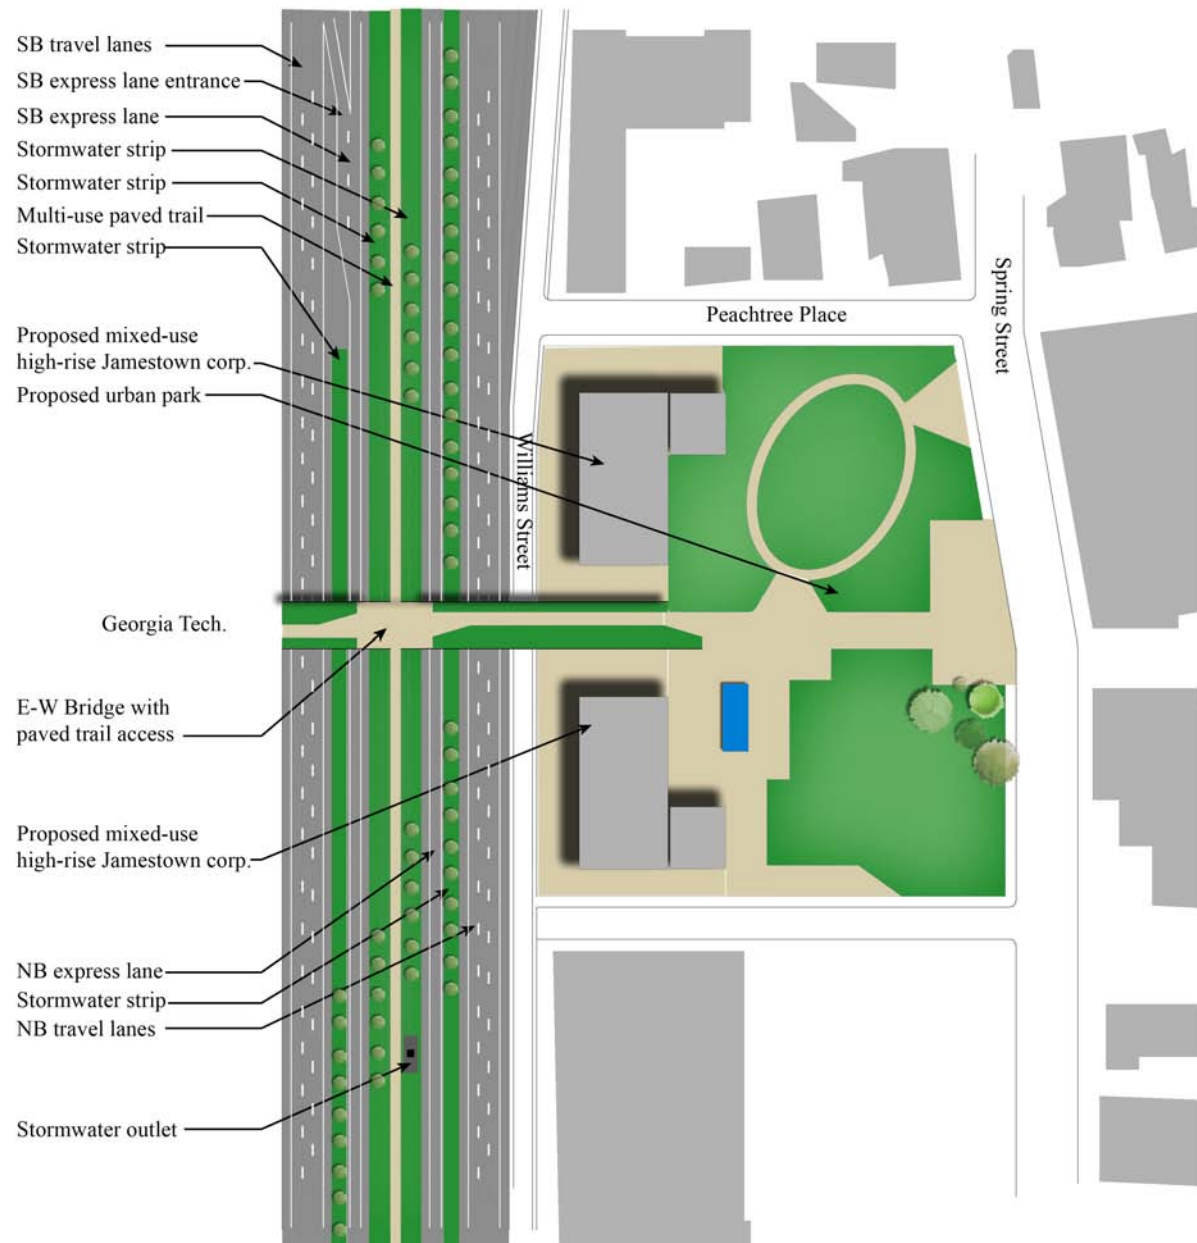 SB travel lanes
SB express lane entrance
SB express lane
Stormwater strip
Stormwater strip
Multi-use paved trail
Stormwater strip
Proposed mixed-use
high-rise Jamestown corp.
Proposed urban park
Peachtree Place
Spring Street
Williams Street
Georgia Tech.
E-W Bridge with
paved trail access
Proposed mixed-use
high-rise Jamestown corp.
NB express lane
Stormwater strip
NB travel lanes
Stormwater outlet